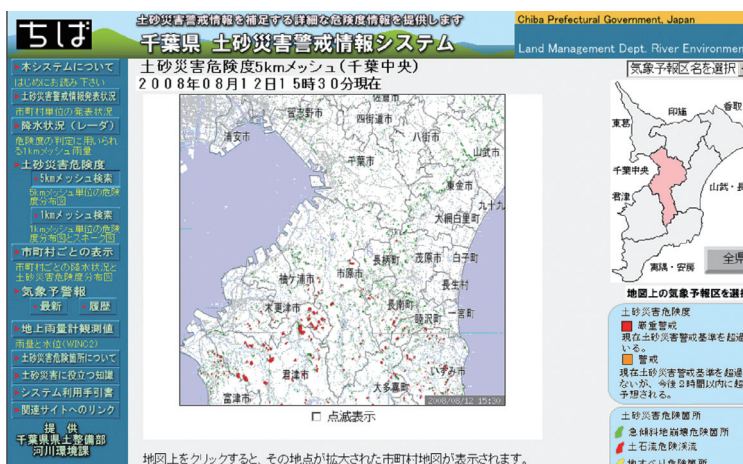 ちば
土砂災害警戒情報を補足する詳細な危険度情報を提供します
千葉県 土砂災害警戒情報システム
Chiba Prefectural Government, Japan
Land Management Dept. River Environmen
本システムについて
はじめにお読み下さい
土砂災害警戒情報発表状況
市町村単位の発表状況
降水状況(レーダ)
危険度の判定に用いられる1kmメッシュ雨量
土砂災害危険度
5kmメッシュ検索
5kmメッシュ単位の危険度分布図
1kmメッシュ検索
1kmメッシュ単位の危険度分布図とスネーク図
市町村ごとの表示
市町村ごとの降水状況と土砂災害危険度分布図
気象予警報
最新
履歴
地上雨量計観測値
雨量と水位(WINC2)
土砂災害危険箇所について
土砂災害に役立つ知識
システム利用手引書
関連サイトへのリンク
提 供
千葉県県土整備部
河川環境課
土砂災害危険度5kmメッシュ(千葉中央)
2008年08月12日15時30分現在
佐倉市
習志野市
四街道市
浦安市
八街市
千葉市
山武市
東金市
九十九
大網白里町
長柄町
茂原市
白子町
市原市
袖ケ浦市
長生村
木更津市
長南町
一宮町
睦沢町
君津市
いすみ市
大多喜町
富津市
2008/08/12 15:30
点滅表示
地図上をクリックすると、その地点が拡大された市町村地図が表示されます。
気象予報区名を選択
印旛
香取
東葛
千葉中央
山武・長
君津
夷隅・安房
全県
地図上の気象予報区を選択
土砂災害危険度
厳重警戒
現在土砂災害警戒基準を超過
いる。
警戒
現在土砂災害警戒基準を超過
ないが、今後2時間以内に超
予想される。
土砂災害危険箇所
急傾斜地崩壊危険箇所
土石流危険渓流
地すべり危険箇所